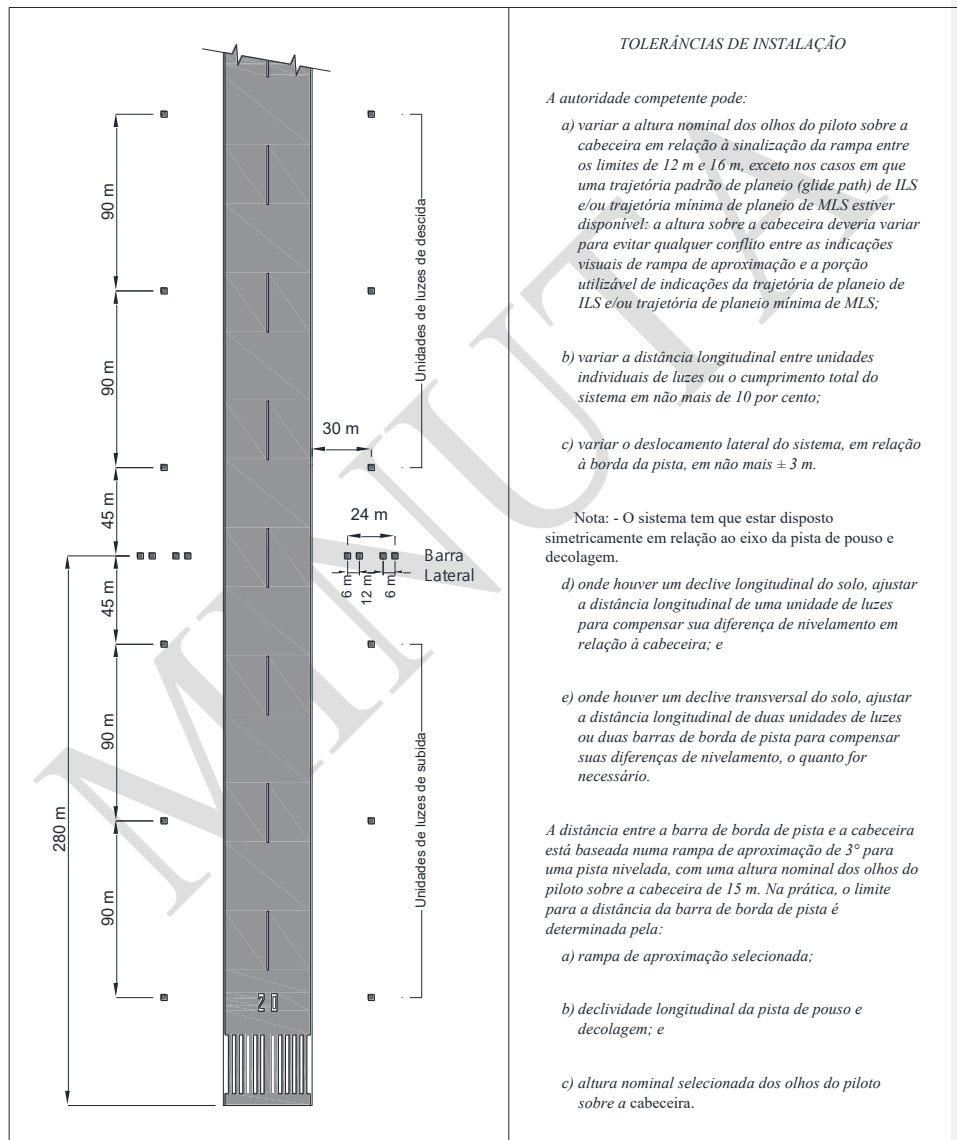 90 m
90 m
45 m
45 m
90 m
90 m
280 m
30 m
24 m
6 m
12 m
6 m
Barra
Lateral
Unidades de luzes de descida
Unidades de luzes de subida
20
MINUTA
TOLERÂNCIAS DE INSTALAÇÃO
A autoridade competente pode:
a) variar a altura nominal dos olhos do piloto sobre a
cabeceira em relação à sinalização da rampa entre
os limites de 12 m e 16 m, exceto nos casos em que
uma trajetória padrão de planeio (glide path) de ILS
e/ou trajetória mínima de planeio de MLS estiver
disponível: a altura sobre a cabeceira deveria variar
para evitar qualquer conflito entre as indicações
visuais de rampa de aproximação e a porção
utilizável de indicações da trajetória de planeio de
ILS e/ou trajetória de planeio mínima de MLS;
b) variar a distância longitudinal entre unidades
individuais de luzes ou o cumprimento total do
sistema em não mais de 10 por cento;
c) variar o deslocamento lateral do sistema, em relação
à borda da pista, em não mais ± 3 m.
Nota: - O sistema tem que estar disposto
simetricamente em relação ao eixo da pista de pouso e
decolagem.
d) onde houver um declive longitudinal do solo, ajustar
a distância longitudinal de uma unidade de luzes
para compensar sua diferença de nivelamento em
relação à cabeceira; e
e) onde houver um declive transversal do solo, ajustar
a distância longitudinal de duas unidades de luzes
ou duas barras de borda de pista para compensar
suas diferenças de nivelamento, o quanto for
necessário.
A distância entre a barra de borda de pista e a cabeceira
está baseada numa rampa de aproximação de 3° para
uma pista nivelada, com uma altura nominal dos olhos do
piloto sobre a cabeceira de 15 m. Na prática, o limite
para a distância da barra de borda de pista é
determinada pela:
a) rampa de aproximação selecionada;
b) declividade longitudinal da pista de pouso e
decolagem; e
c) altura nominal selecionada dos olhos do piloto
sobre a cabeceira.